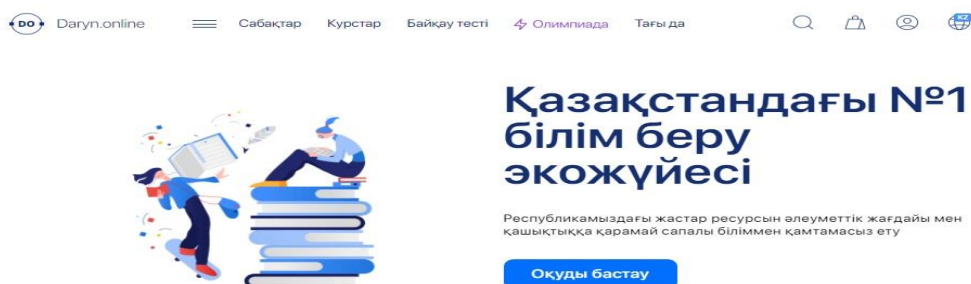 DO Daryn.online Сабақтар Курстар Байқау тесті Олимпиада Тағы да KZ
Қазақстандағы №1
білім беру
экожүйесі
Республикамыздағы жастар ресурсын әлеуметтік жағдайы мен
қашықтыққа қарамай сапалы біліммен қамтамасыз ету
Оқуды бастау